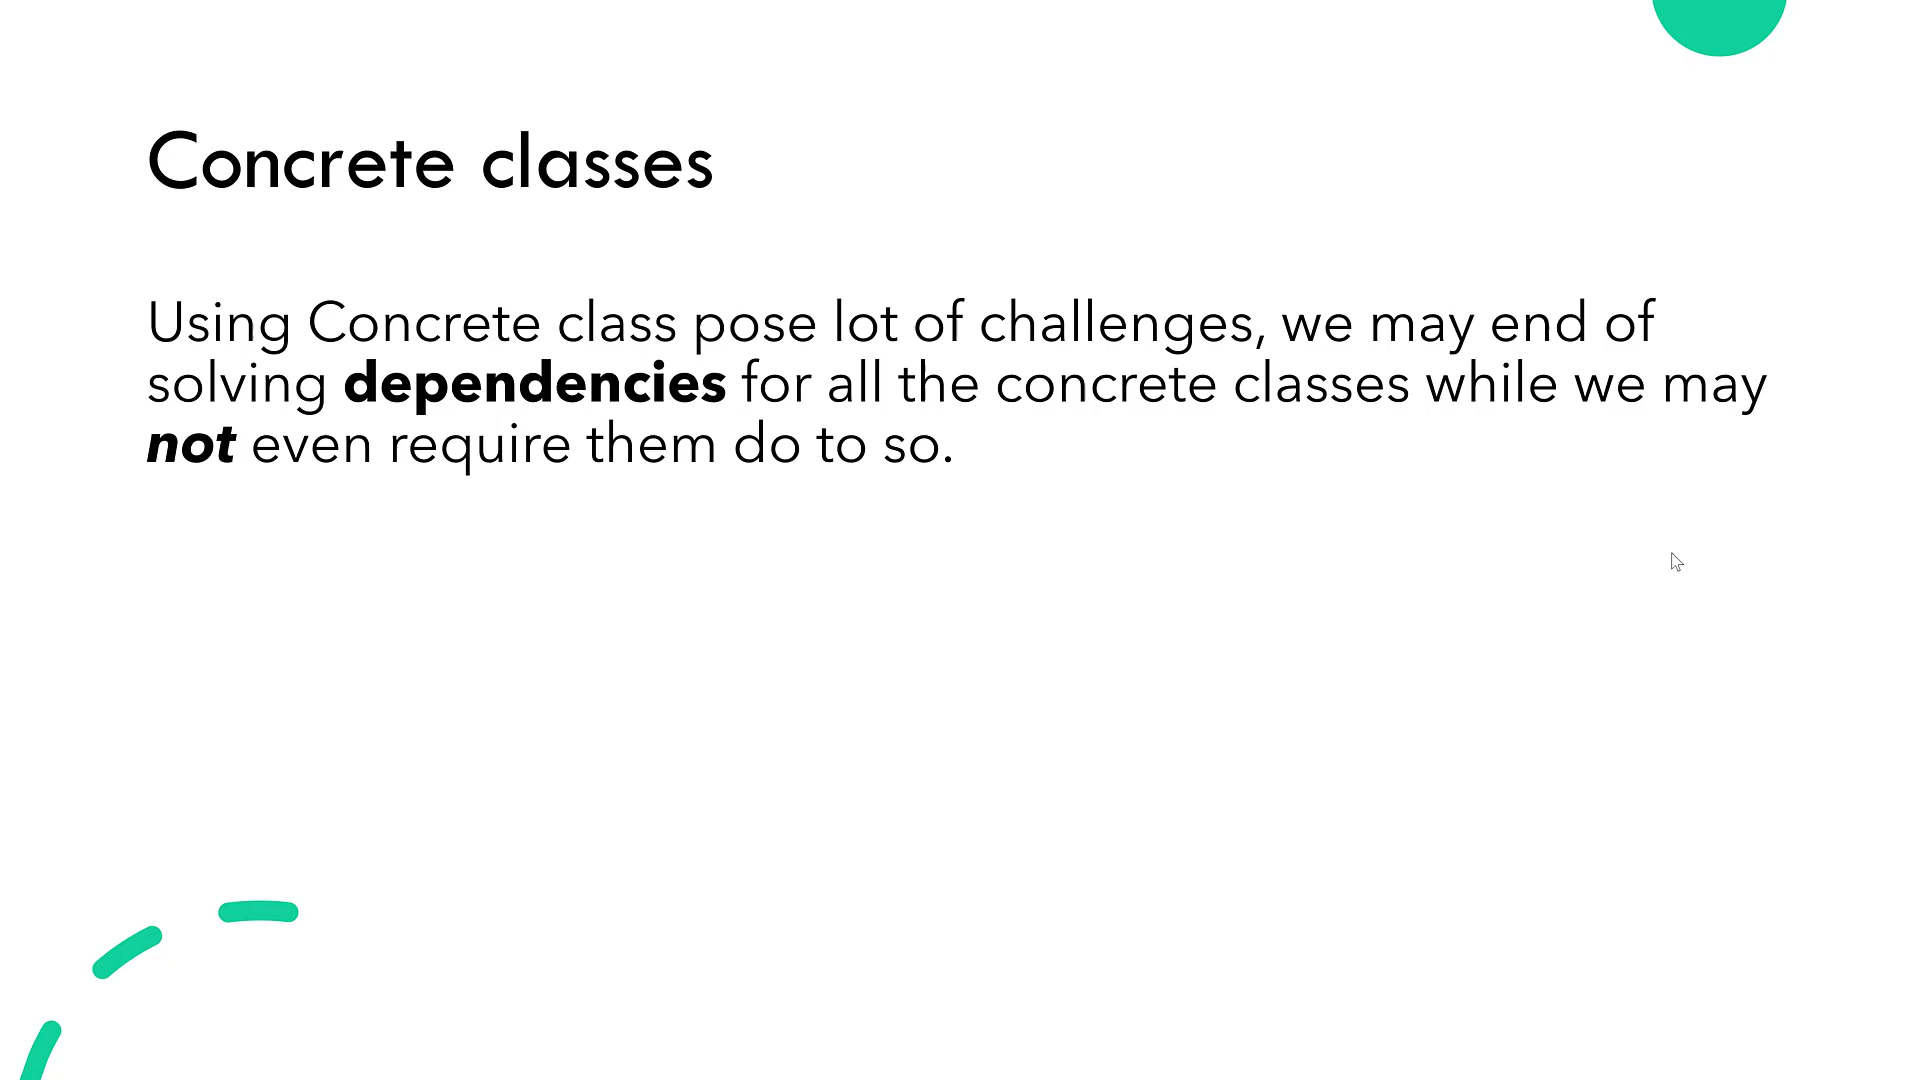 Concrete classes
Using Concrete class pose lot of challenges, we may end of
solving dependencies for all the concrete classes while we may
not even require them do to so.